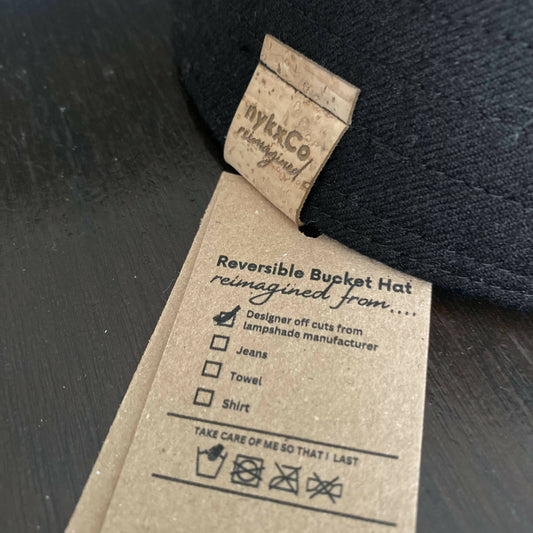 nykxCo
reimagined
Reversible Bucket Hat
reimagined from....
Designer off cuts from
lampshade manufacturer
Jeans
Towel
Shirt
TAKE CARE OF ME SO THAT I LAST